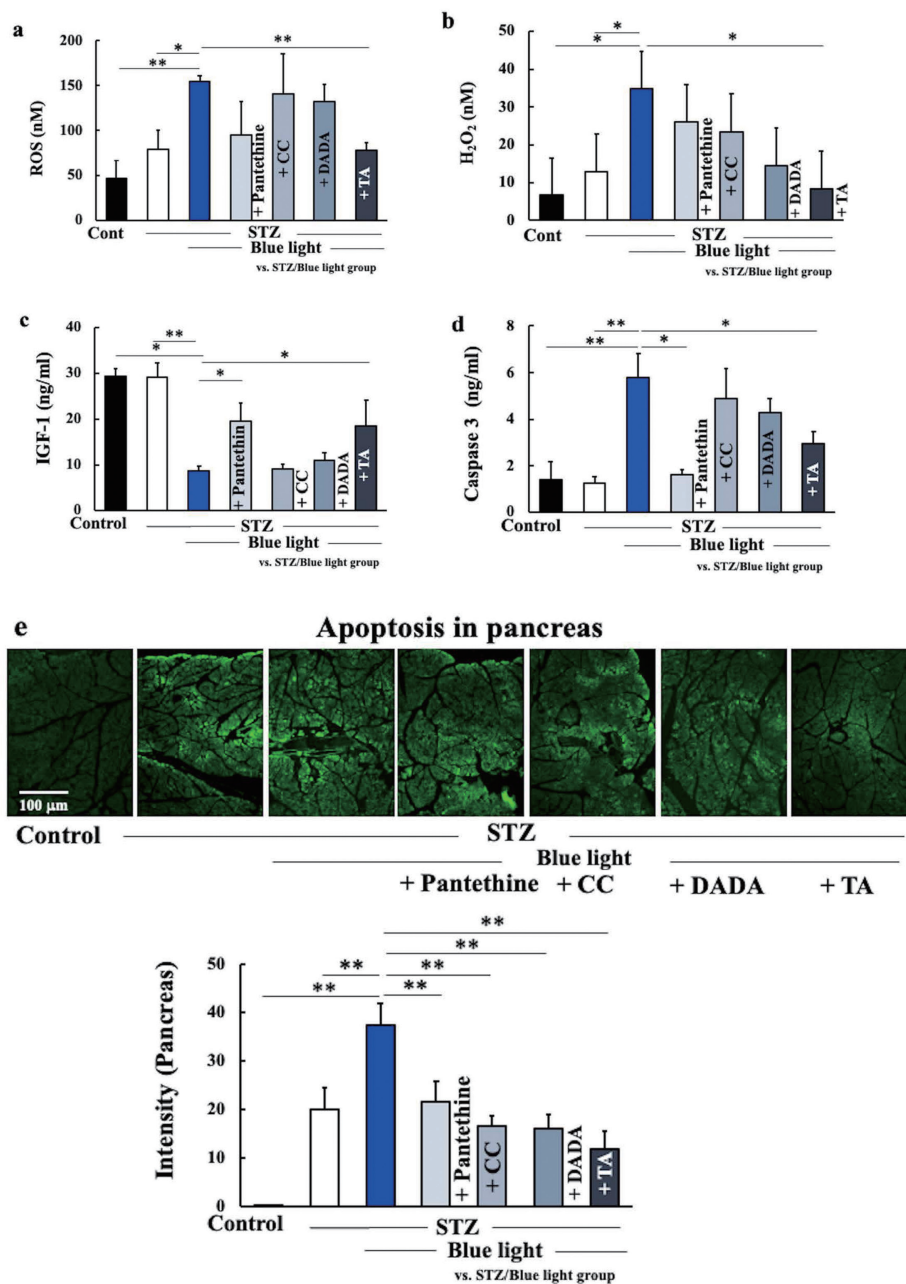 a
ROS (nM)
200
150
100
50
0
**
*
**
+ Pantethine
+ CC
+ DADA
+ TA
Cont
STZ
Blue light
vs. STZ/Blue light group
b
H₂O₂ (nM)
50
40
30
20
10
0
*
*
*
+ Pantethine
+ CC
+ DADA
+ TA
Cont
STZ
Blue light
vs. STZ/Blue light group
c
IGF-1 (ng/ml)
40
30
20
10
0
**
*
*
*
+ Pantethin
+ CC
+ DADA
+ TA
Control
STZ
Blue light
vs. STZ/Blue light group
d
Caspase 3 (ng/ml)
8
6
4
2
0
**
*
**
*
+ Pantethin
+ CC
+ DADA
+ TA
Control
STZ
Blue light
vs. STZ/Blue light group
e
Apoptosis in pancreas
100 μm
Control
STZ
Blue light
+ Pantethine
+ CC
+ DADA
+ TA
Intensity (Pancreas)
50
40
30
20
10
0
**
**
**
**
**
**
+ Pantethine
+ CC
+ DADA
+ TA
Control
STZ
Blue light
vs. STZ/Blue light group